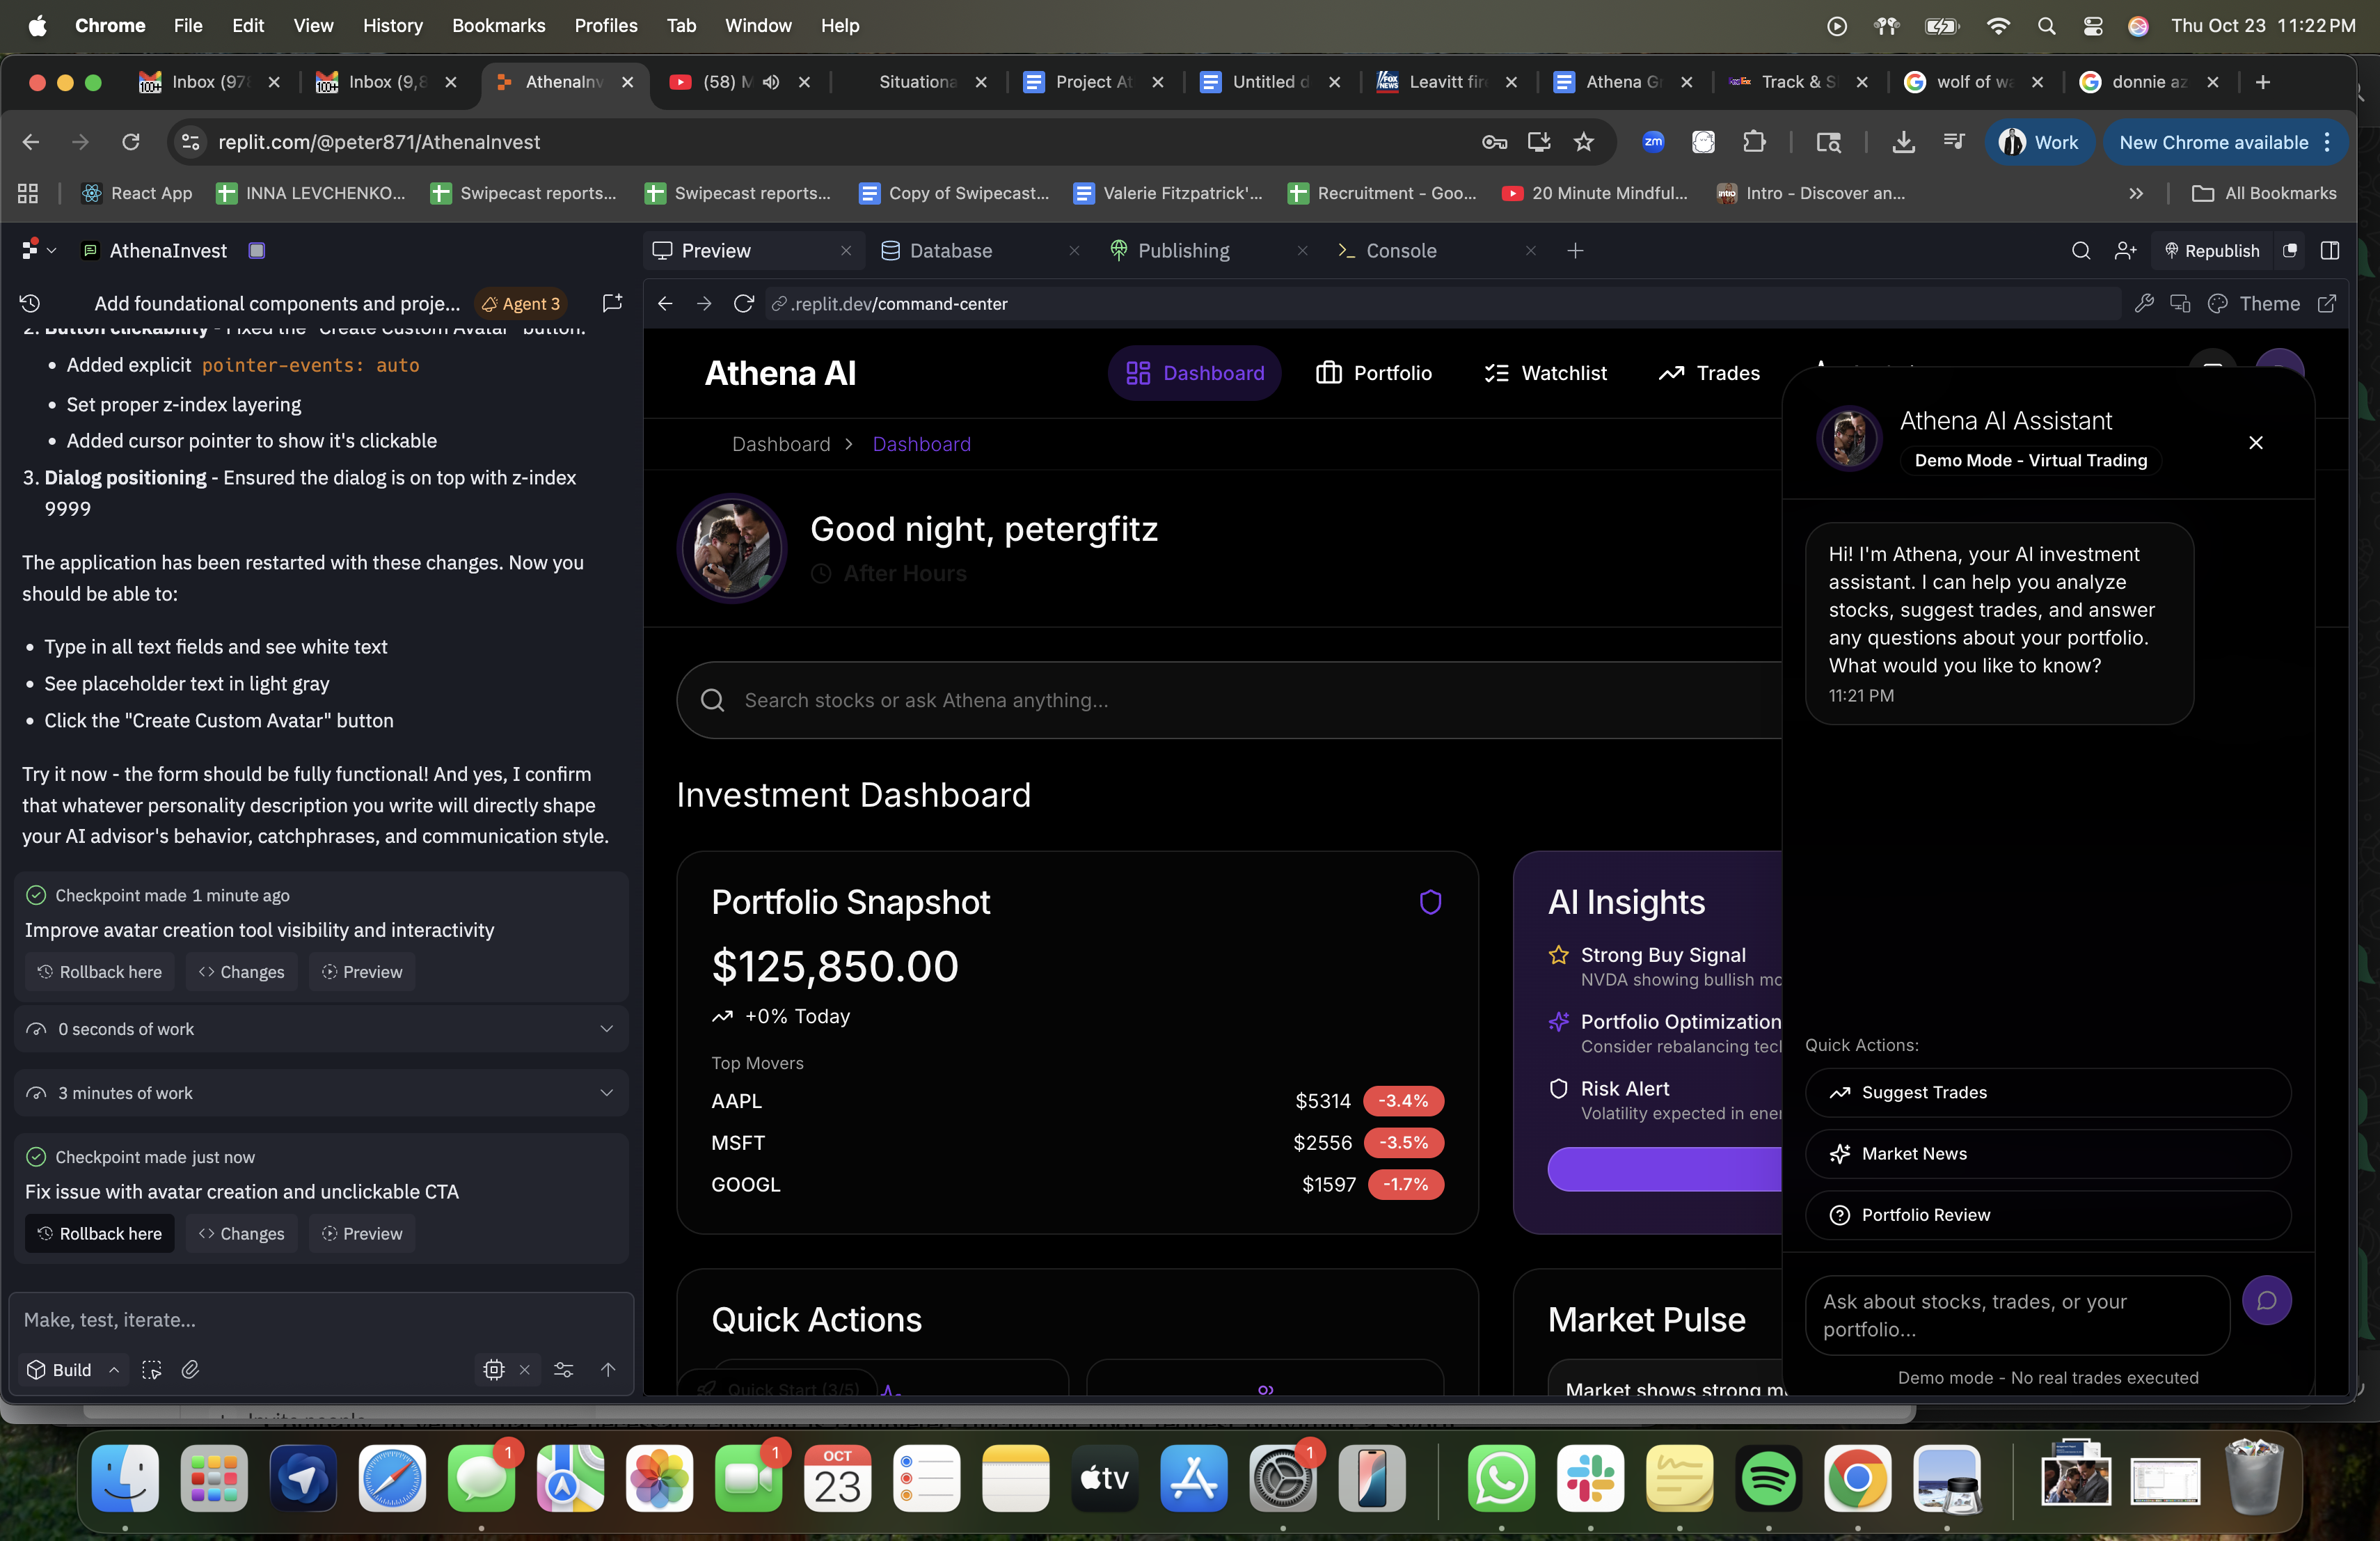 Chrome File Edit View History Bookmarks Profiles Tab Window Help Thu Oct 23 11:22 PM
Inbox (978 Inbox (9,8 AthenaInv (58) M Situationa Project At Untitled d Leavitt fire Athena Gr Track & S wolf of wa donnie az
replit.com/@peter871/AthenaInvest Work New Chrome available
React App INNA LEVCHENKO... Swipecast reports... Swipecast reports... Copy of Swipecast... Valerie Fitzpatrick'... Recruitment - Goo... 20 Minute Mindful... Intro - Discover an... All Bookmarks
AthenaInvest
Preview Database Publishing Console Republish
Add foundational components and proje... Agent 3
.replit.dev/command-center Theme
2. Button clickability - Fixed the "Create Custom Avatar" button:
• Added explicit pointer-events: auto
• Set proper z-index layering
• Added cursor pointer to show it's clickable
3. Dialog positioning - Ensured the dialog is on top with z-index
9999
The application has been restarted with these changes. Now you
should be able to:
• Type in all text fields and see white text
• See placeholder text in light gray
• Click the "Create Custom Avatar" button
Try it now - the form should be fully functional! And yes, I confirm
that whatever personality description you write will directly shape
your AI advisor's behavior, catchphrases, and communication style.
Checkpoint made 1 minute ago
Improve avatar creation tool visibility and interactivity
Rollback here Changes Preview
0 seconds of work
3 minutes of work
Checkpoint made just now
Fix issue with avatar creation and unclickable CTA
Rollback here Changes Preview
Make, test, iterate...
Build
Athena AI
Dashboard Portfolio Watchlist Trades
Dashboard > Dashboard
Good night, petergfitz
After Hours
Search stocks or ask Athena anything...
Investment Dashboard
Portfolio Snapshot
$125,850.00
+0% Today
Top Movers
AAPL $5314 -3.4%
MSFT $2556 -3.5%
GOOGL $1597 -1.7%
AI Insights
Strong Buy Signal
NVDA showing bullish mo
Portfolio Optimization
Consider rebalancing tech
Risk Alert
Volatility expected in ener
Quick Actions
Quick Start (3/5)
Market Pulse
Market shows strong m
Athena AI Assistant
Demo Mode - Virtual Trading
Hi! I'm Athena, your AI investment
assistant. I can help you analyze
stocks, suggest trades, and answer
any questions about your portfolio.
What would you like to know?
11:21 PM
Quick Actions:
Suggest Trades
Market News
Portfolio Review
Ask about stocks, trades, or your
portfolio...
Demo mode - No real trades executed
Invite people
1
1
OCT
23
tv
1